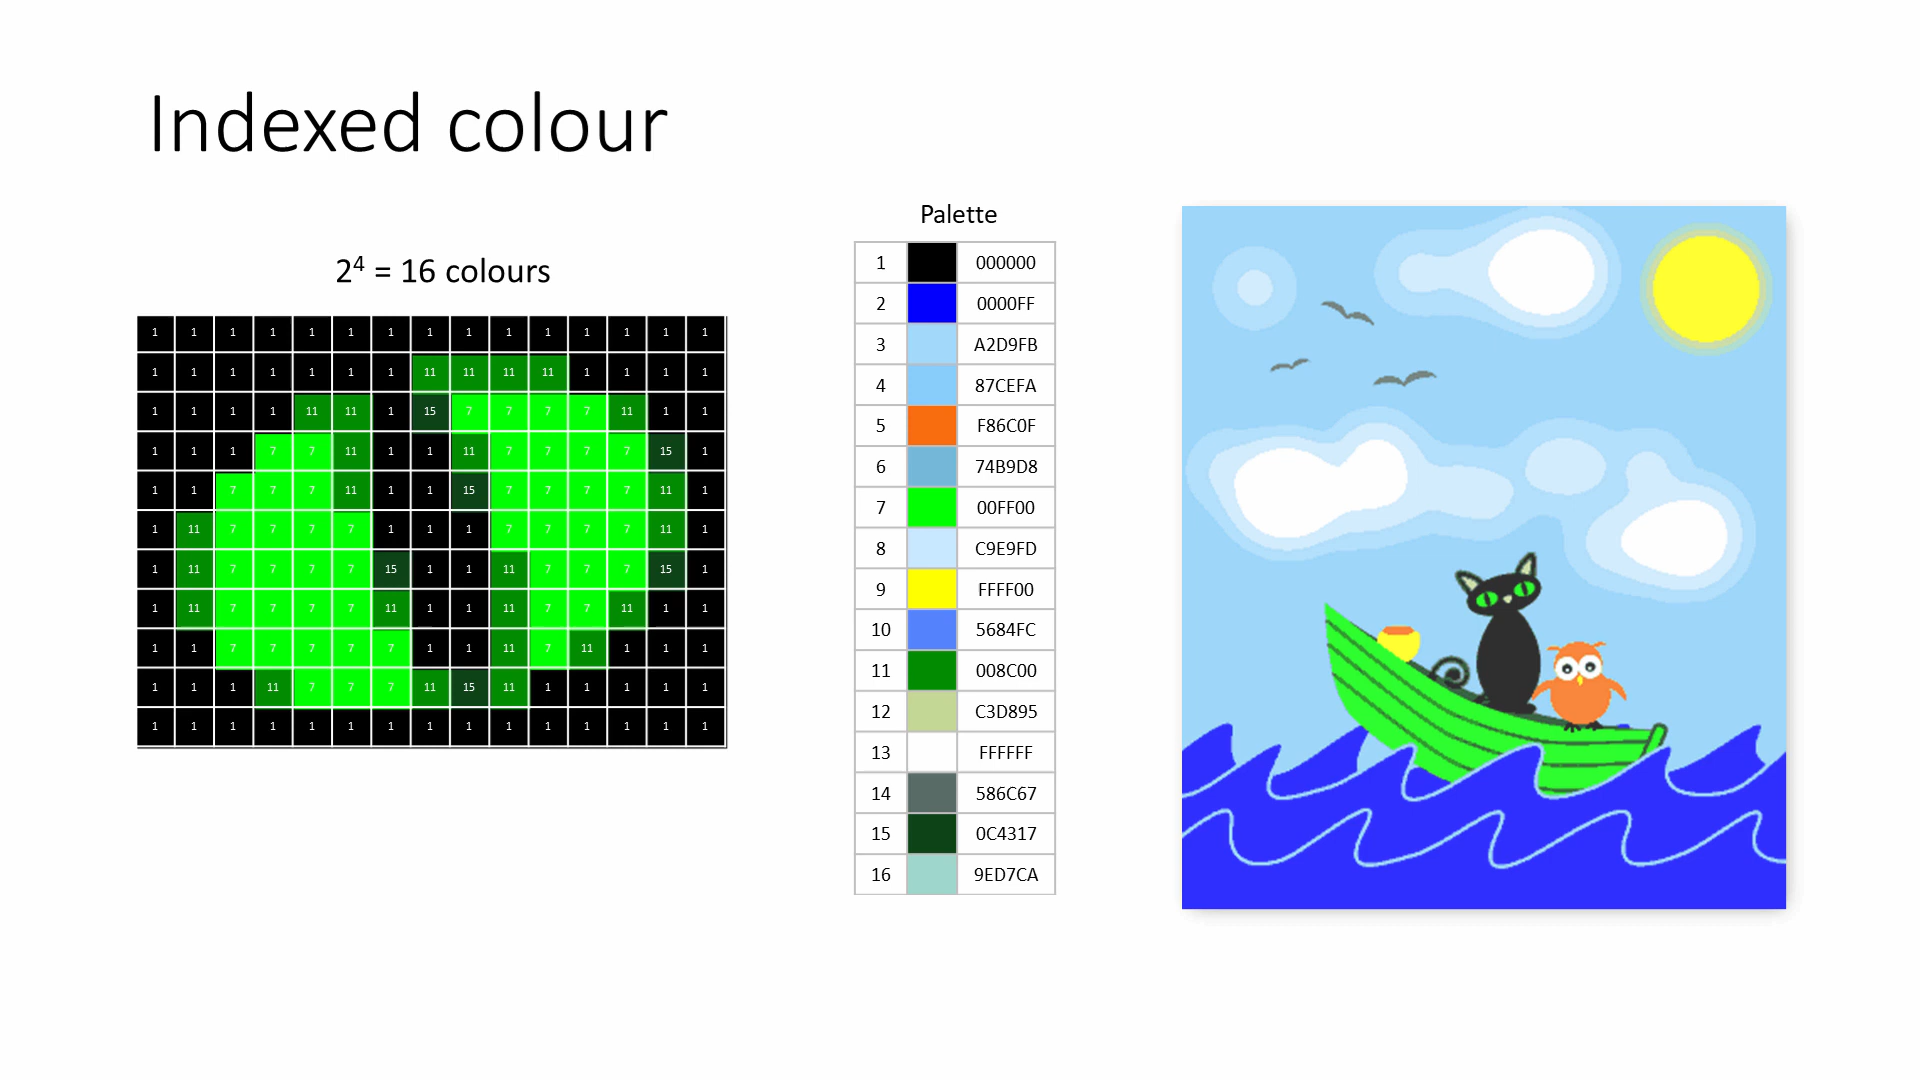 Indexed colour
2⁴ = 16 colours
1 1 1 1 1 1 1 1 1 1 1 1 1 1 1
1 1 1 1 1 1 1 11 11 11 11 1 1 1 1
1 1 1 1 11 11 1 15 7 7 7 7 11 1 1
1 1 1 7 7 11 1 1 11 7 7 7 7 15 1
1 1 7 7 7 11 1 1 15 7 7 7 7 11 1
1 11 7 7 7 7 1 1 1 7 7 7 7 11 1
1 11 7 7 7 7 15 1 1 11 7 7 7 15 1
1 11 7 7 7 7 11 1 1 11 7 7 11 1 1
1 1 7 7 7 7 7 1 1 11 7 11 1 1 1
1 1 1 11 7 7 7 11 15 11 1 1 1 1 1
1 1 1 1 1 1 1 1 1 1 1 1 1 1 1
Palette
1 000000
2 0000FF
3 A2D9FB
4 87CEFA
5 F86C0F
6 74B9D8
7 00FF00
8 C9E9FD
9 FFFF00
10 5684FC
11 008C00
12 C3D895
13 FFFFFF
14 586C67
15 0C4317
16 9ED7CA